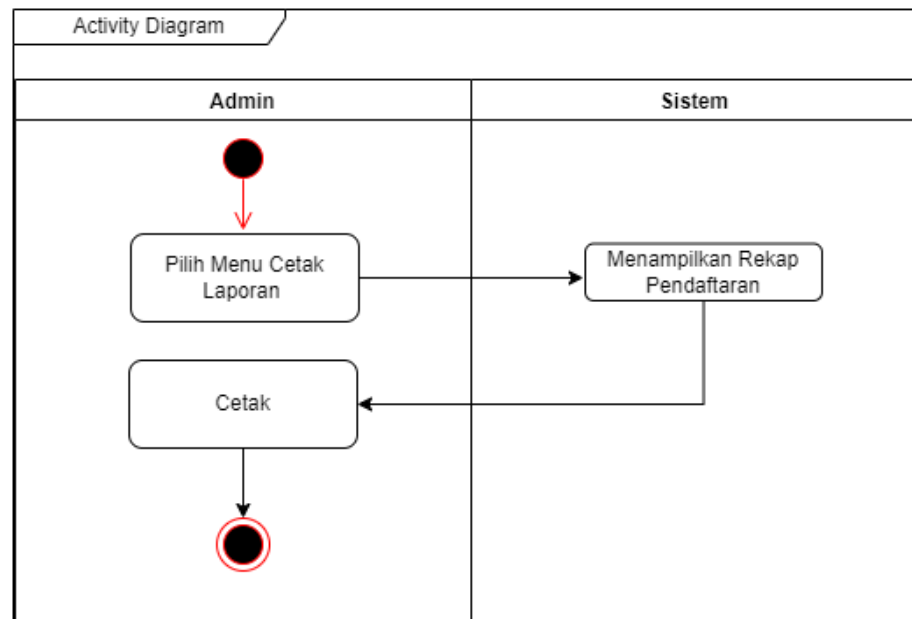 Activity Diagram
Admin
Sistem
Pilih Menu Cetak
Laporan
Menampilkan Rekap
Pendaftaran
Cetak